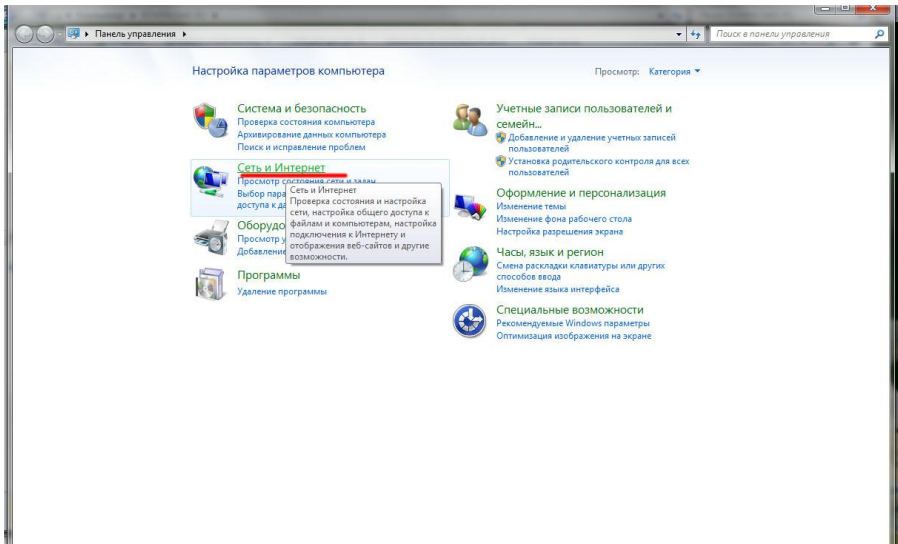 Панель управления
Поиск в панели управления
Настройка параметров компьютера
Просмотр: Категория
Система и безопасность
Проверка состояния компьютера
Архивирование данных компьютера
Поиск и исправление проблем
Сеть и Интернет
Просмотр состояния сети и задач
Выбор пара
доступа к да
Сеть и Интернет
Проверка состояния и настройка
сети, настройка общего доступа к
файлам и компьютерам, настройка
подключения к Интернету и
отображения веб-сайтов и другие
возможности.
Оборудо
Просмотр у
Добавление
Программы
Удаление программы
Учетные записи пользователей и
семейн...
Добавление и удаление учетных записей
пользователей
Установка родительского контроля для всех
пользователей
Оформление и персонализация
Изменение темы
Изменение фона рабочего стола
Настройка разрешения экрана
Часы, язык и регион
Смена раскладки клавиатуры или других
способов ввода
Изменение языка интерфейса
Специальные возможности
Рекомендуемые Windows параметры
Оптимизация изображения на экране